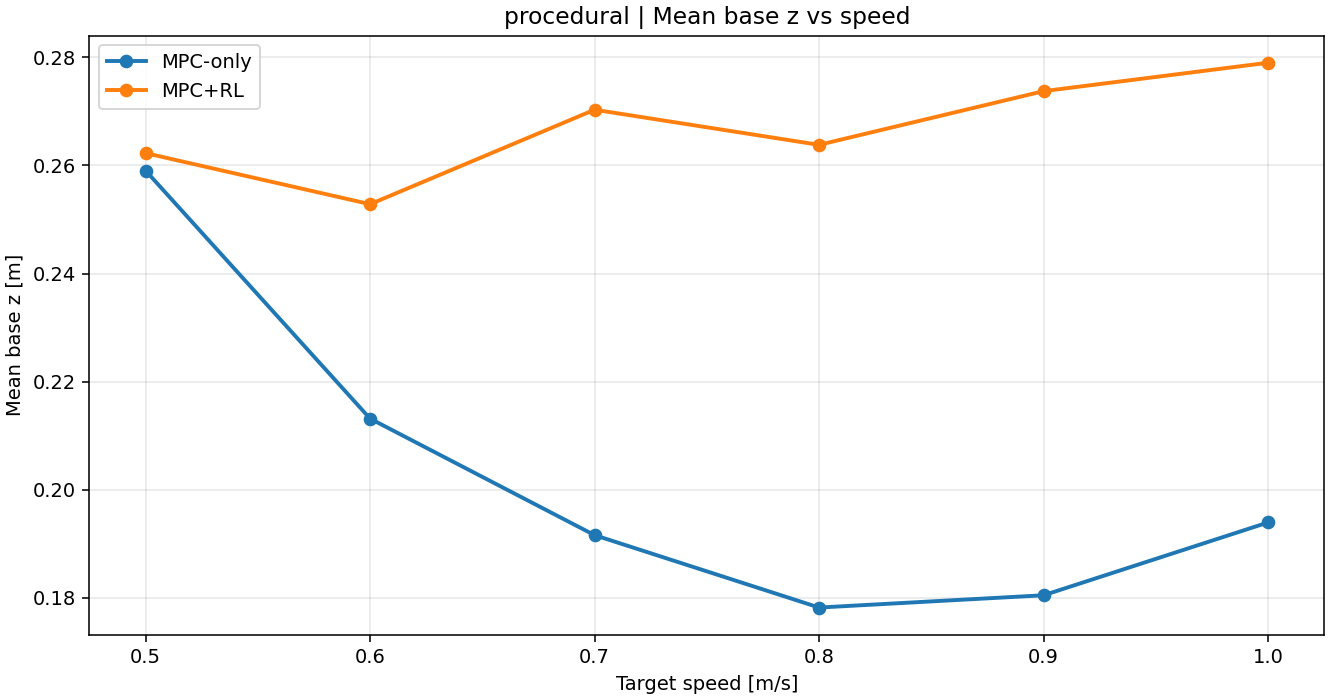 procedural | Mean base z vs speed
MPC-only
MPC+RL
Mean base z [m]
0.28
0.26
0.24
0.22
0.20
0.18
0.5 0.6 0.7 0.8 0.9 1.0
Target speed [m/s]